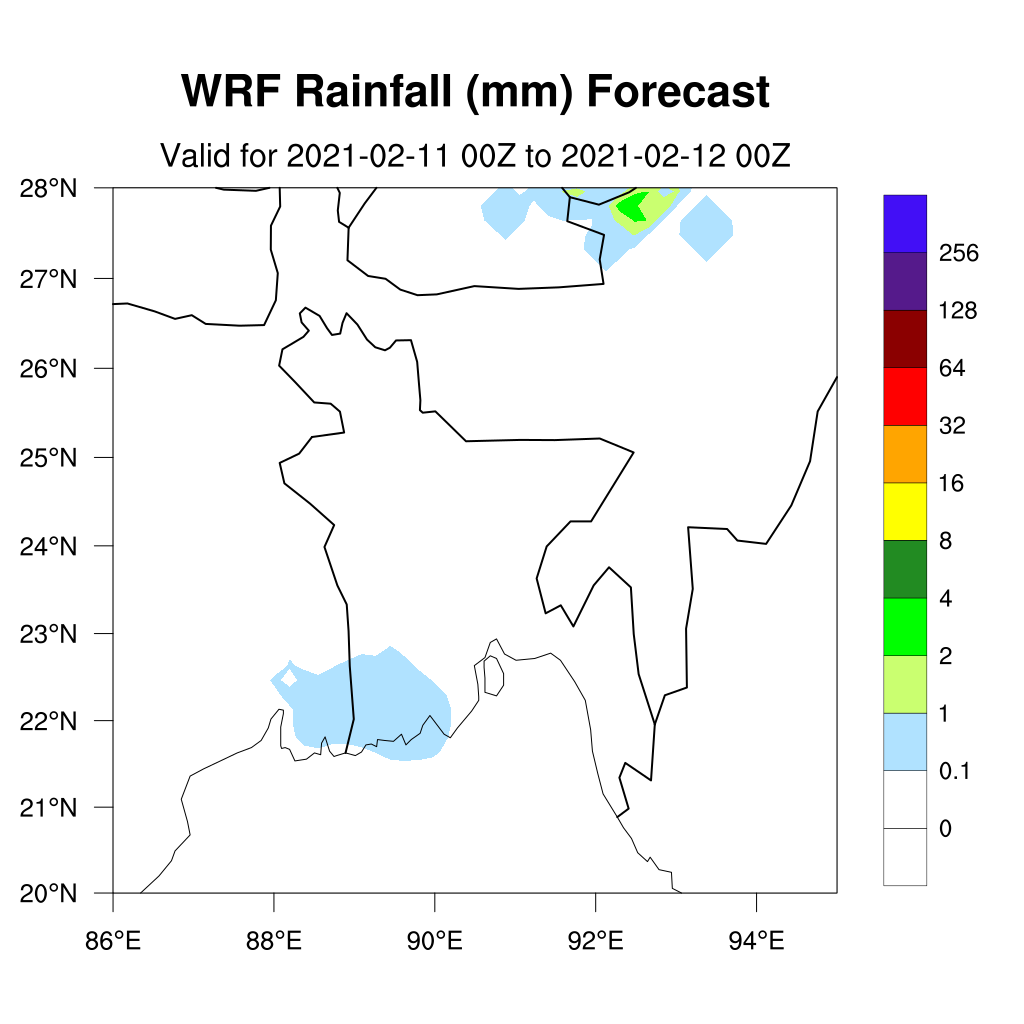 WRF Rainfall (mm) Forecast
Valid for 2021-02-11 00Z to 2021-02-12 00Z
28°N
27°N
26°N
25°N
24°N
23°N
22°N
21°N
20°N
86°E 88°E 90°E 92°E 94°E
256
128
64
32
16
8
4
2
1
0.1
0